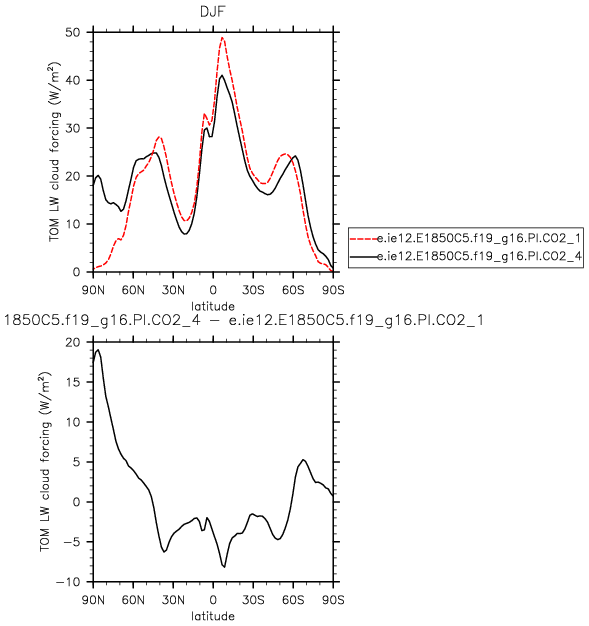 DJF
50
40
30
20
10
0
TOM LW cloud forcing (W/m²)
90N 60N 30N 0 30S 60S 90S
latitude
e.ie12.E1850C5.f19_g16.PI.CO2_1
e.ie12.E1850C5.f19_g16.PI.CO2_4
1850C5.f19_g16.PI.CO2_4 − e.ie12.E1850C5.f19_g16.PI.CO2_1
20
15
10
5
0
−5
−10
TOM LW cloud forcing (W/m²)
90N 60N 30N 0 30S 60S 90S
latitude